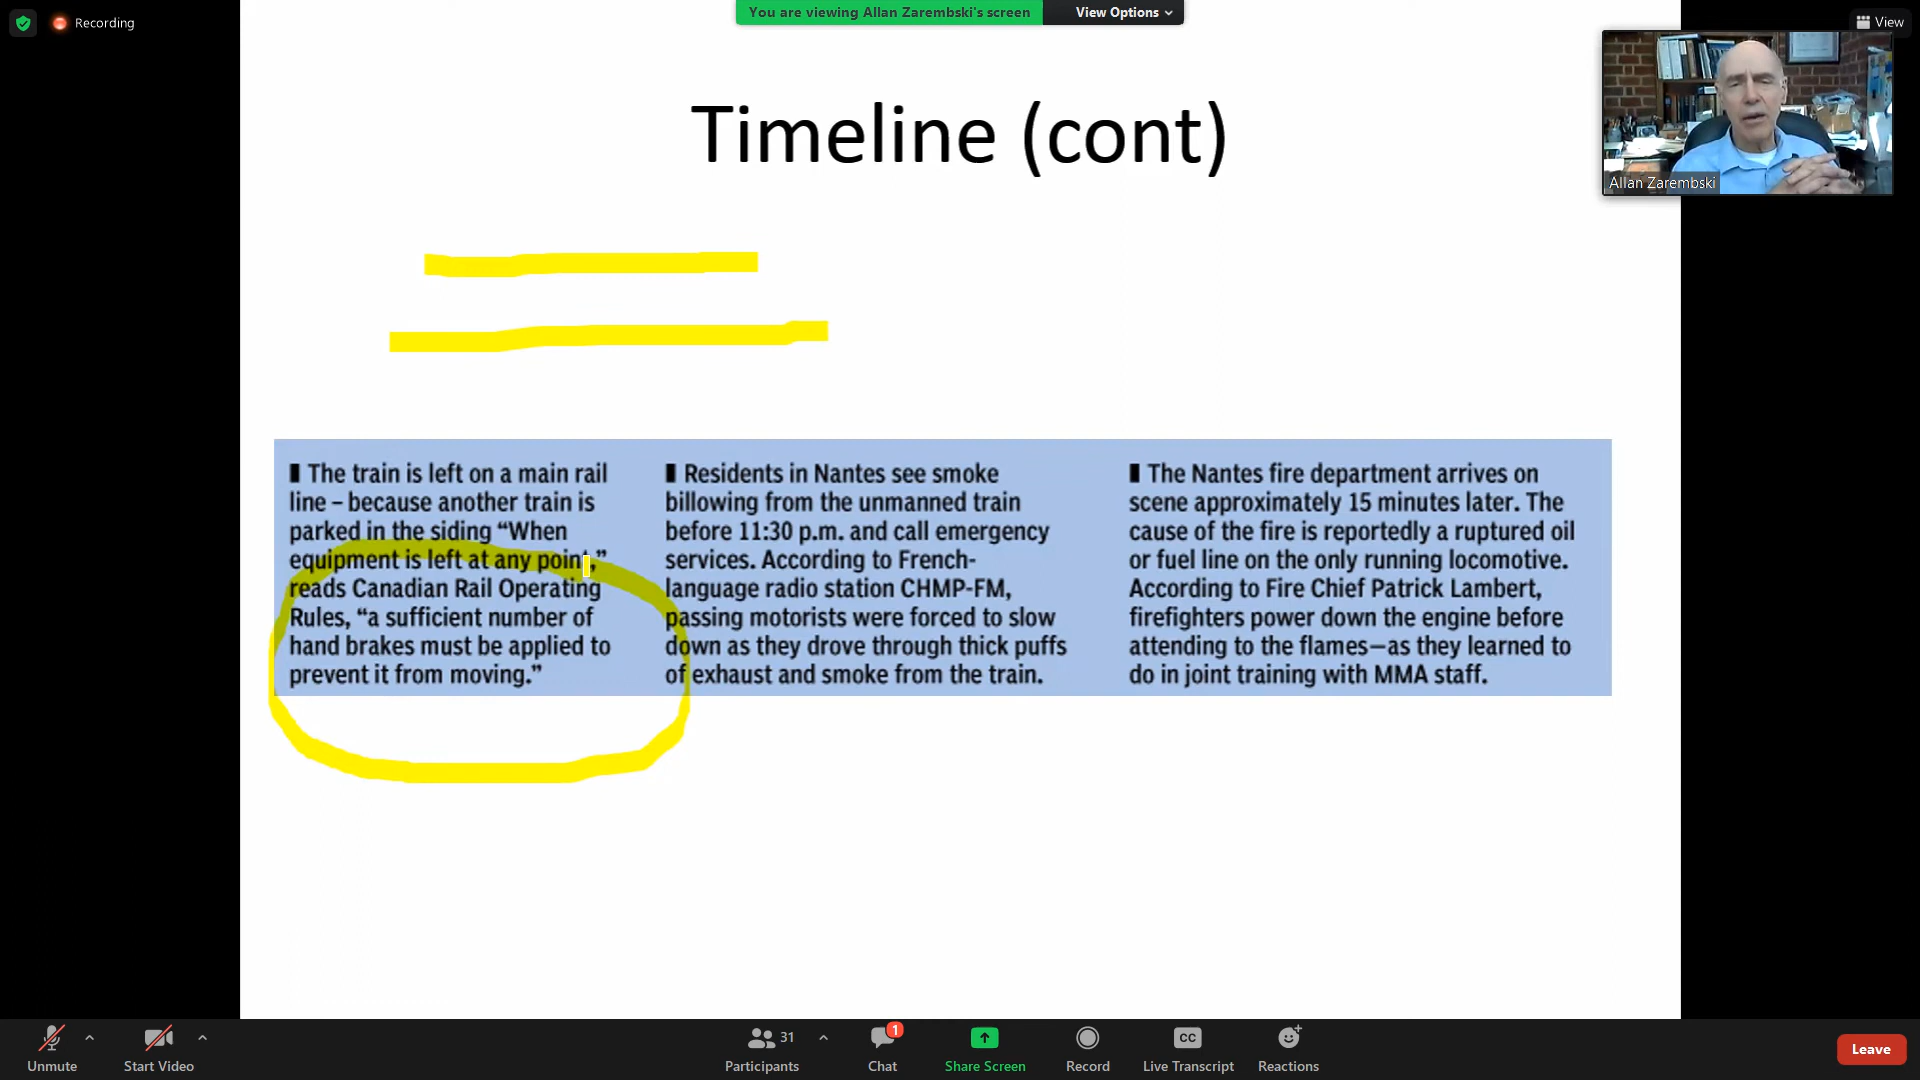 Recording
You are viewing Allan Zarembski's screen
View Options
View
Timeline (cont)
Allan Zarembski
The train is left on a main rail
line – because another train is
parked in the siding “When
equipment is left at any point,”
reads Canadian Rail Operating
Rules, “a sufficient number of
hand brakes must be applied to
prevent it from moving.”
Residents in Nantes see smoke
billowing from the unmanned train
before 11:30 p.m. and call emergency
services. According to French-
language radio station CHMP-FM,
passing motorists were forced to slow
down as they drove through thick puffs
of exhaust and smoke from the train.
The Nantes fire department arrives on
scene approximately 15 minutes later. The
cause of the fire is reportedly a ruptured oil
or fuel line on the only running locomotive.
According to Fire Chief Patrick Lambert,
firefighters power down the engine before
attending to the flames—as they learned to
do in joint training with MMA staff.
Unmute
Start Video
31
Participants
1
Chat
Share Screen
Record
CC
Live Transcript
Reactions
Leave